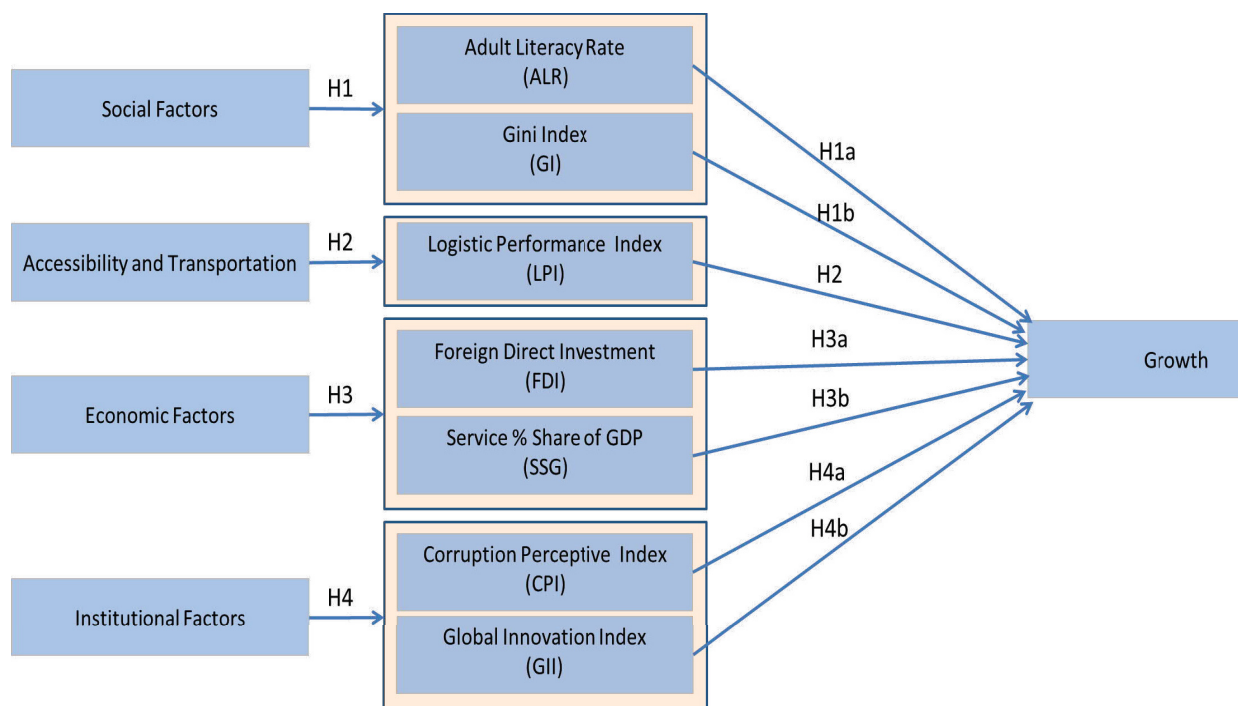 Social Factors
H1
Adult Literacy Rate
(ALR)
Gini Index
(GI)
H1a
H1b
Accessibility and Transportation
H2
Logistic Performance Index
(LPI)
H2
Economic Factors
H3
Foreign Direct Investment
(FDI)
Service % Share of GDP
(SSG)
H3a
H3b
Growth
Institutional Factors
H4
Corruption Perceptive Index
(CPI)
Global Innovation Index
(GII)
H4a
H4b